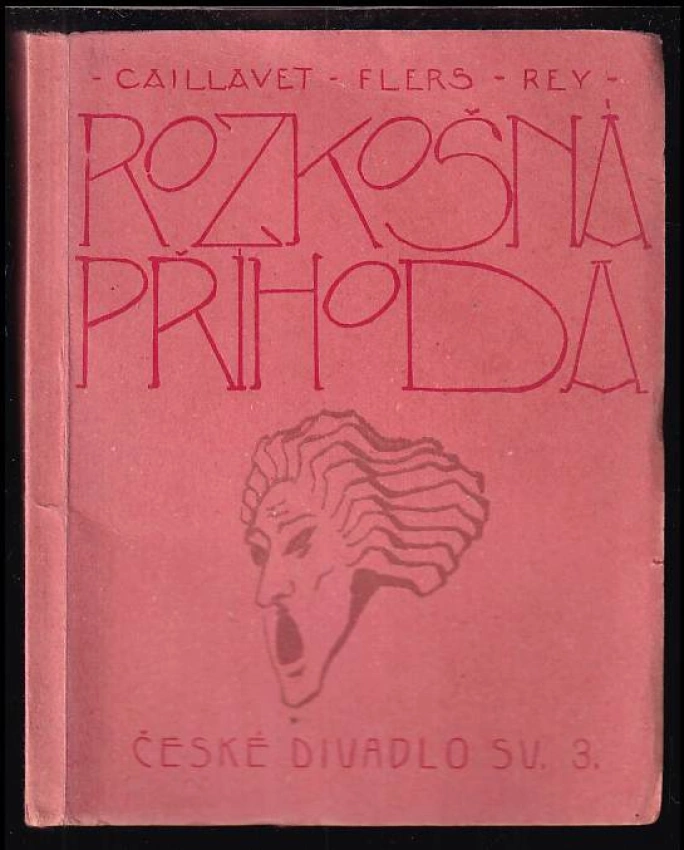 - CAILLAVET - FLERS - REY -
ROZKOŠNÁ
PŘÍHODA
ČESKÉ DIVADLO SV. 3.